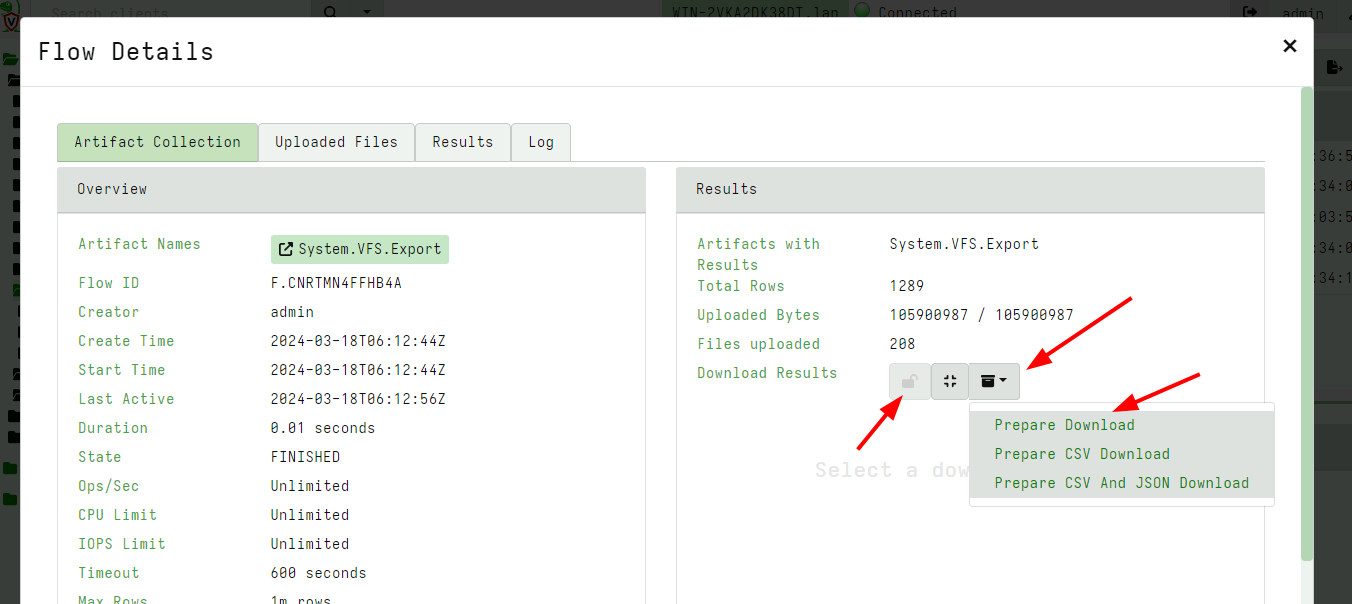 Search clients
WIN-2VKA2DK38DT.lan
Connected
admin
Flow Details
Artifact Collection
Uploaded Files
Results
Log
Overview
Artifact Names System.VFS.Export
Flow ID F.CNRTMN4FFHB4A
Creator admin
Create Time 2024-03-18T06:12:44Z
Start Time 2024-03-18T06:12:44Z
Last Active 2024-03-18T06:12:56Z
Duration 0.01 seconds
State FINISHED
Ops/Sec Unlimited
CPU Limit Unlimited
IOPS Limit Unlimited
Timeout 600 seconds
Max Rows 1m rows
Results
Artifacts with System.VFS.Export
Results
Total Rows 1289
Uploaded Bytes 105900987 / 105900987
Files uploaded 208
Download Results
Prepare Download
Prepare CSV Download
Prepare CSV And JSON Download
Select a dow
:36:5
:34:0
:03:5
:34:0
:34:1